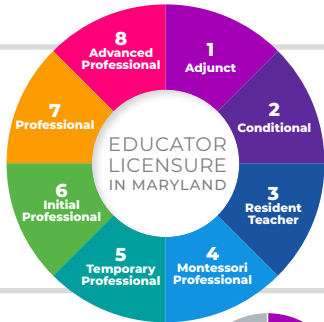 EDUCATOR
LICENSURE
IN MARYLAND
1
Adjunct
2
Conditional
3
Resident
Teacher
4
Montessori
Professional
5
Temporary
Professional
6
Initial
Professional
7
Professional
8
Advanced
Professional